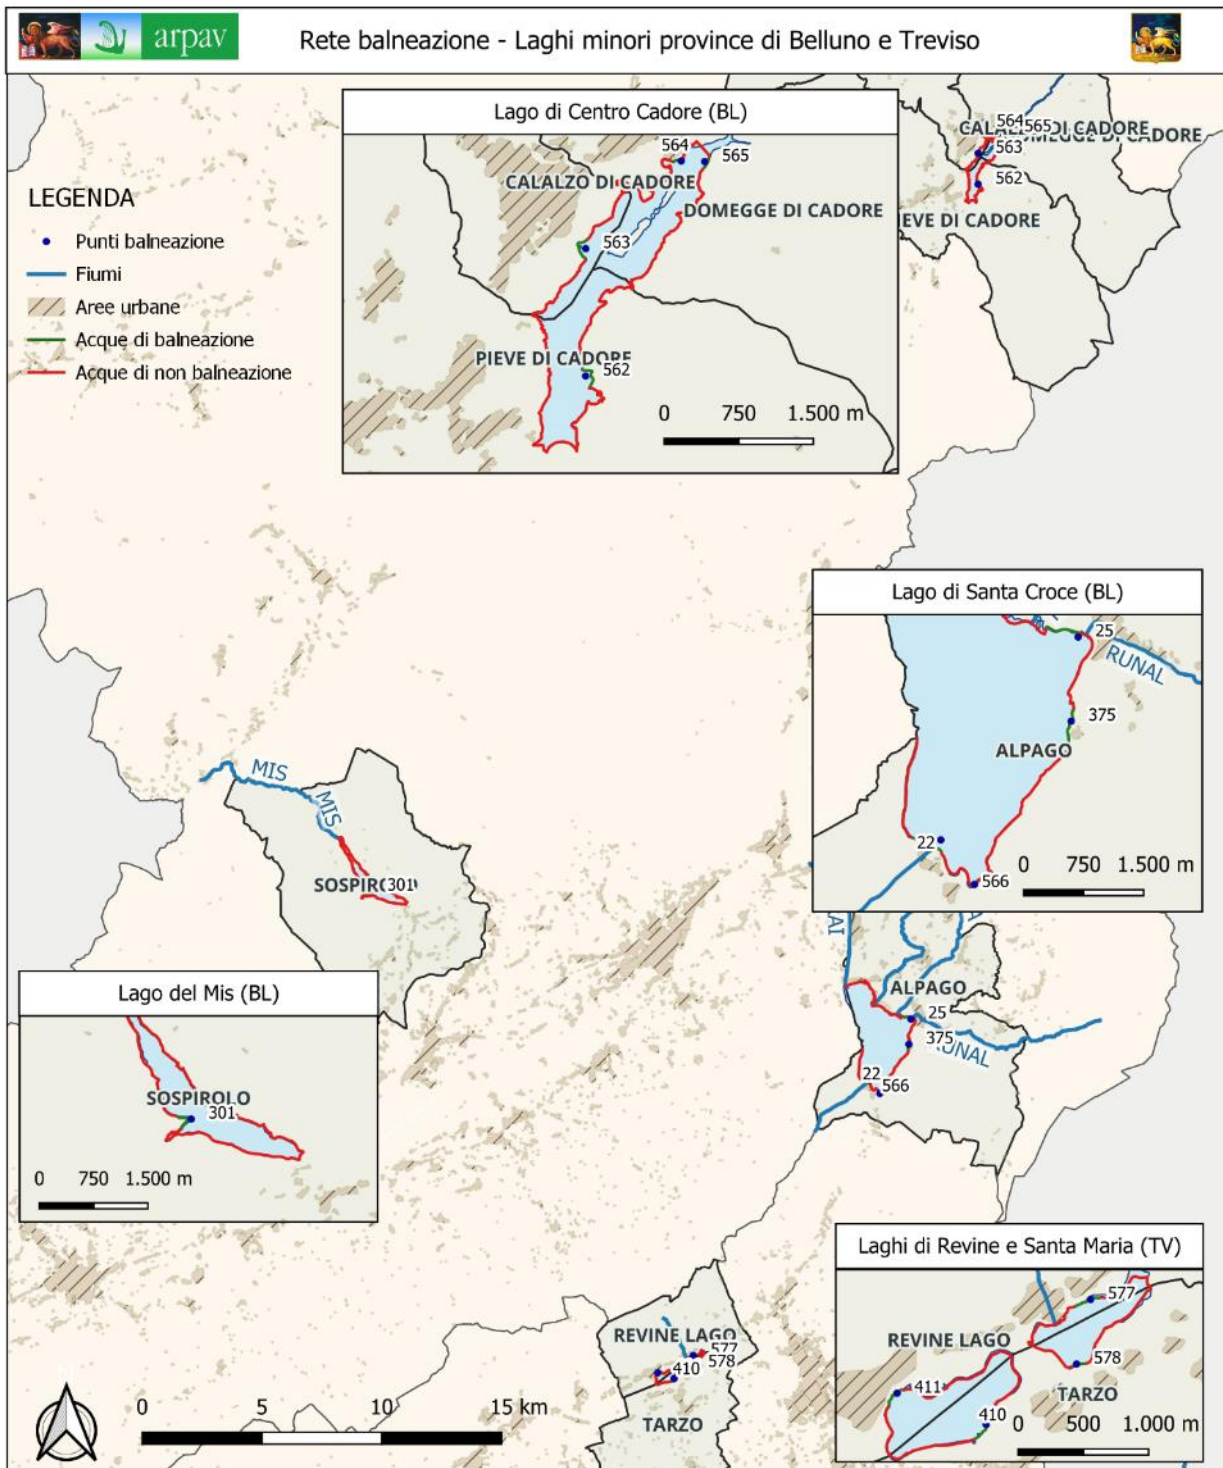 arpav
Rete balneazione - Laghi minori province di Belluno e Treviso
Lago di Centro Cadore (BL)
564
565
CALALZO DI CADORE
DOMEGGE DI CADORE
563
PIEVE DI CADORE
562
0 750 1.500 m
564
565
563
562
LEGENDA
Punti balneazione
Fiumi
Aree urbane
Acque di balneazione
Acque di non balneazione
Lago di Santa Croce (BL)
25
RUNAL
375
ALPAGO
22
566
0 750 1.500 m
MIS
MIS
301
Lago del Mis (BL)
SOSPIROLO
301
0 750 1.500 m
ALPAGO
25
375
22
566
Laghi di Revine e Santa Maria (TV)
577
REVINE LAGO
578
411
TARZO
410
0 500 1.000 m
REVINE LAGO
577
578
410
TARZO
0 5 10 15 km